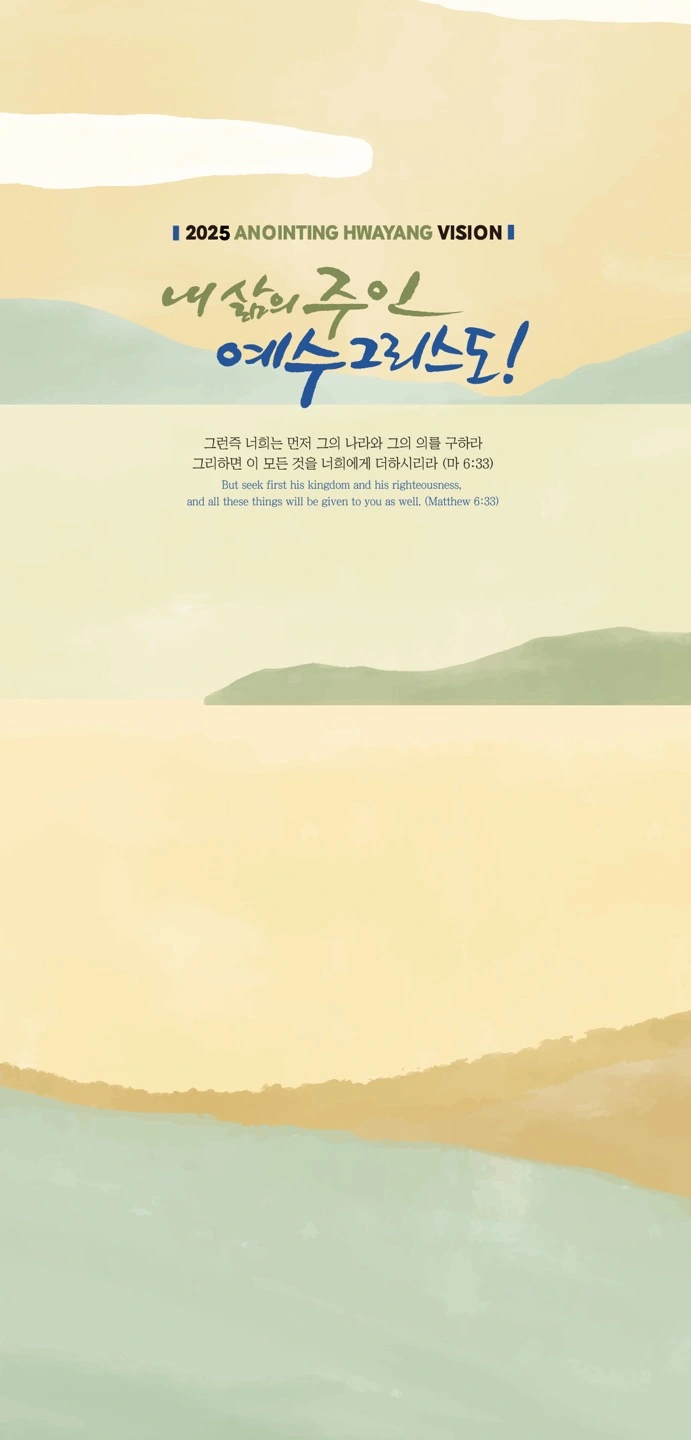 2025 ANOINTING HWAYANG VISION
내 삶의 주인
예수 그리스도!
그런즉 너희는 먼저 그의 나라와 그의 의를 구하라
그리하면 이 모든 것을 너희에게 더하시리라 (마 6:33)
But seek first his kingdom and his righteousness,
and all these things will be given to you as well. (Matthew 6:33)